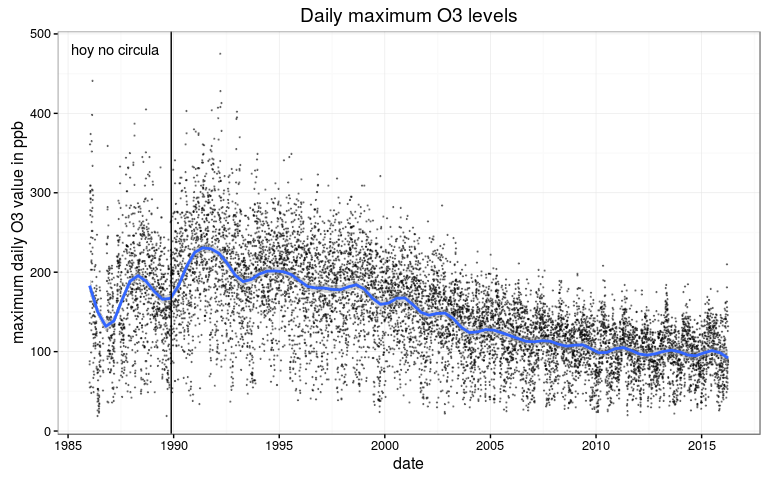 Daily maximum O3 levels
hoy no circula
maximum daily O3 value in ppb
500
400
300
200
100
0
1985 1990 1995 2000 2005 2010 2015
date